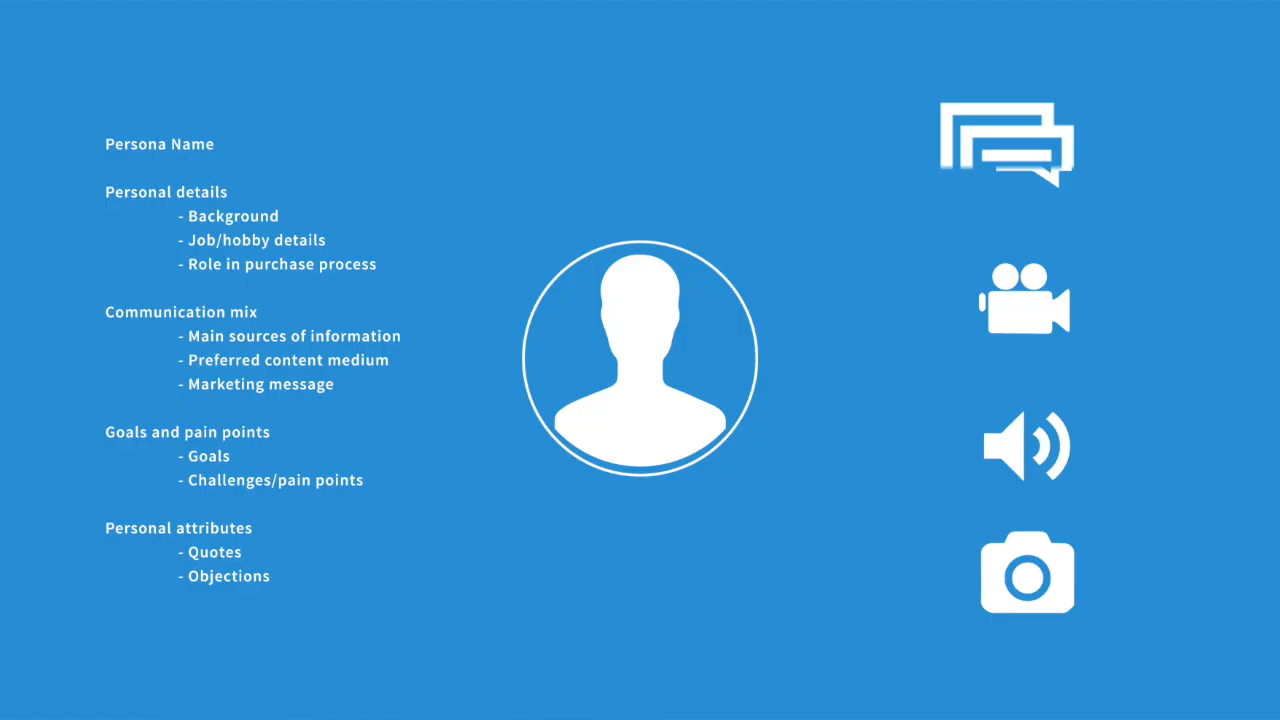 Persona Name
Personal details
- Background
- Job/hobby details
- Role in purchase process
Communication mix
- Main sources of information
- Preferred content medium
- Marketing message
Goals and pain points
- Goals
- Challenges/pain points
Personal attributes
- Quotes
- Objections